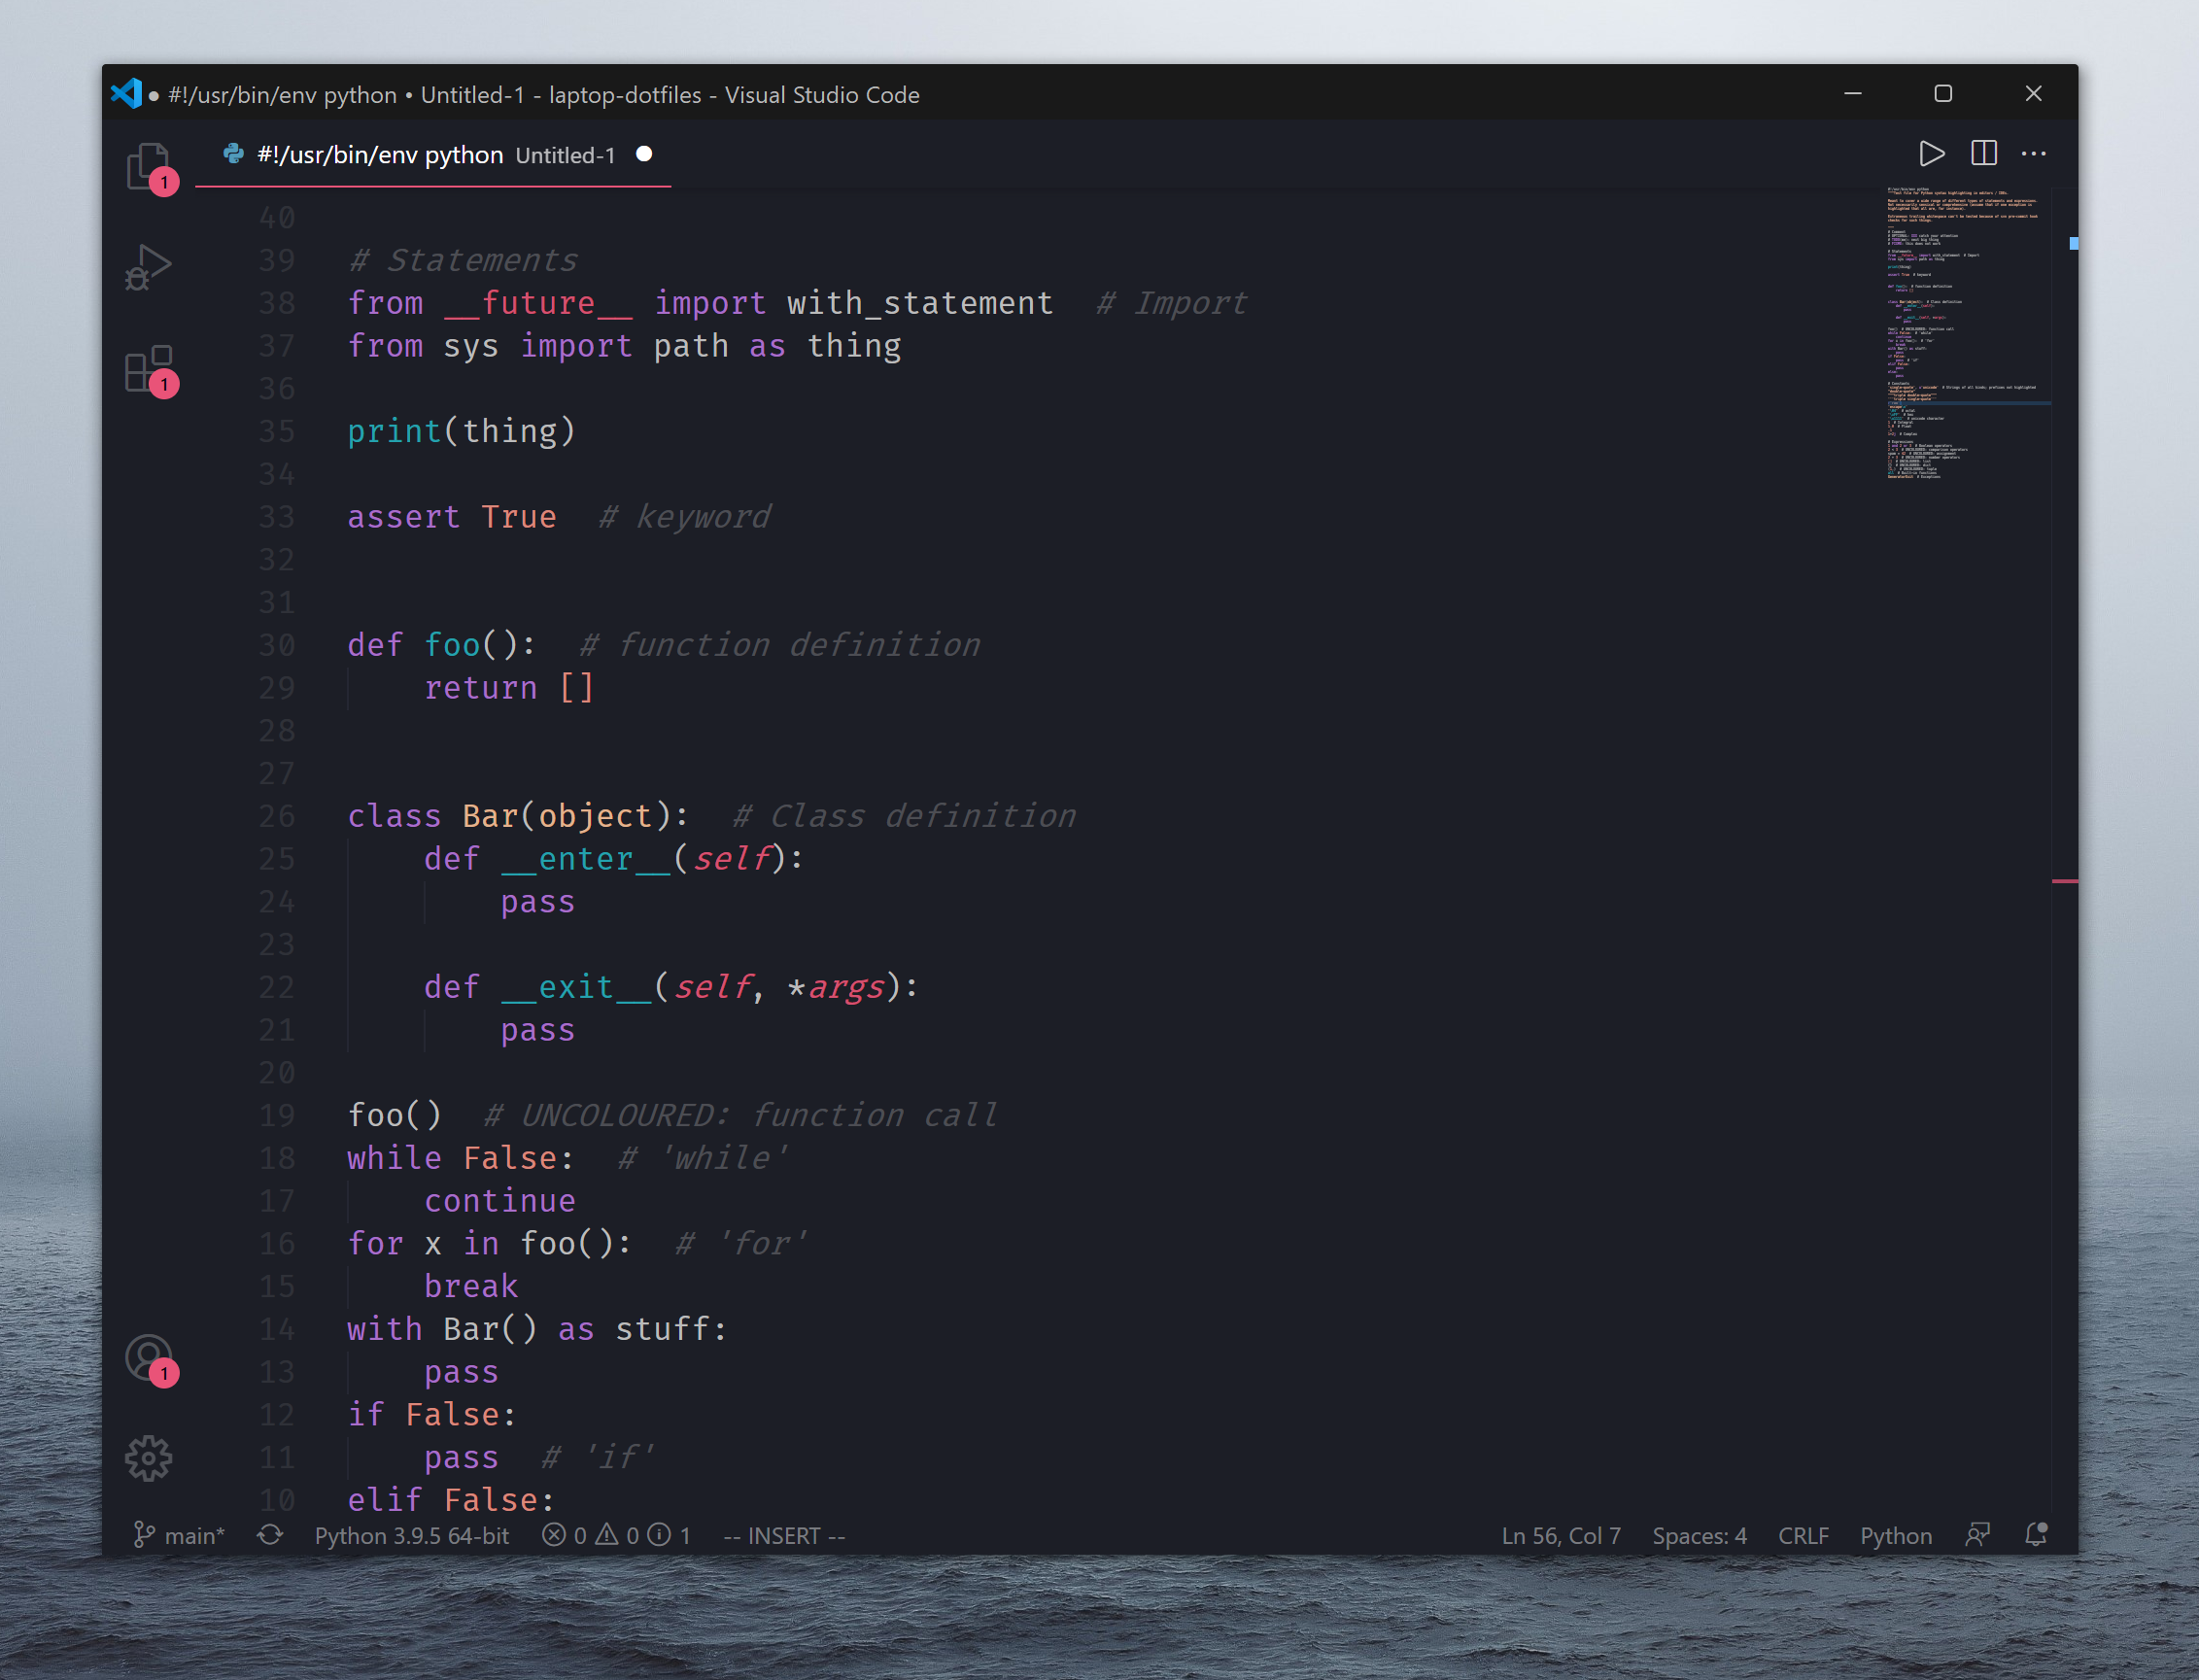 #!/usr/bin/env python • Untitled-1 - laptop-dotfiles - Visual Studio Code
#!/usr/bin/env python Untitled-1
1
1
1
40
39 # Statements
38 from __future__ import with_statement  # Import
37 from sys import path as thing
36
35 print(thing)
34
33 assert True  # keyword
32
31
30 def foo():  # function definition
29     return []
28
27
26 class Bar(object):  # Class definition
25     def __enter__(self):
24         pass
23
22     def __exit__(self, *args):
21         pass
20
19 foo()  # UNCOLOURED: function call
18 while False:  # 'while'
17     continue
16 for x in foo():  # 'for'
15     break
14 with Bar() as stuff:
13     pass
12 if False:
11     pass  # 'if'
10 elif False:
main* Python 3.9.5 64-bit 0 0 1 -- INSERT -- Ln 56, Col 7 Spaces: 4 CRLF Python